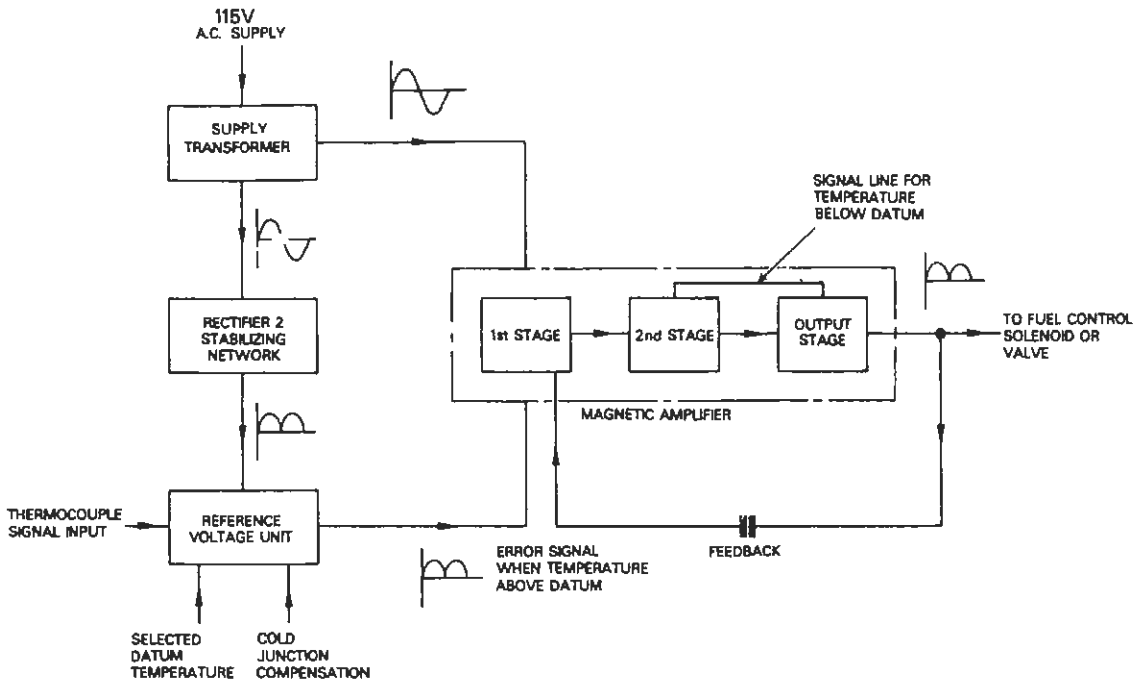 115V
A.C. SUPPLY
SUPPLY
TRANSFORMER
SIGNAL LINE FOR
TEMPERATURE
BELOW DATUM
RECTIFIER 2
STABILIZING
NETWORK
1st STAGE
2nd STAGE
OUTPUT
STAGE
TO FUEL CONTROL
SOLENOID OR
VALVE
MAGNETIC AMPLIFIER
THERMOCOUPLE
SIGNAL INPUT
REFERENCE
VOLTAGE UNIT
ERROR SIGNAL
WHEN TEMPERATURE
ABOVE DATUM
FEEDBACK
SELECTED
DATUM
TEMPERATURE
COLD
JUNCTION
COMPENSATION